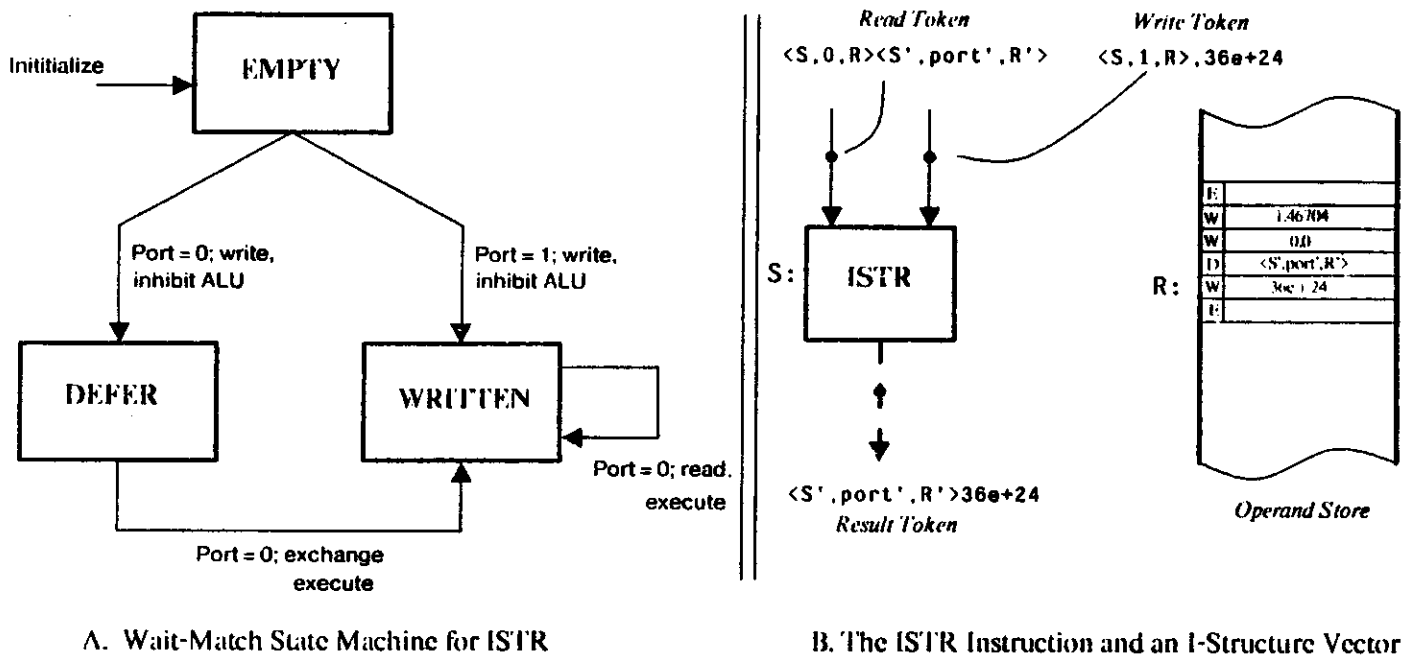 Inititialize
EMPTY
Port = 0; write,
inhibit ALU
Port = 1; write,
inhibit ALU
DEFER
WRITTEN
Port = 0; read.
execute
Port = 0; exchange
execute
A. Wait-Match State Machine for ISTR
Read Token
<S,0,R><S',port',R'>
Write Token
<S,1,R>,36e+24
S:
ISTR
<S',port',R'>36e+24
Result Token
R:
E
W 1.46704
W 0.0
D <S',port',R'>
W 36e+24
E
Operand Store
B. The ISTR Instruction and an I-Structure Vector